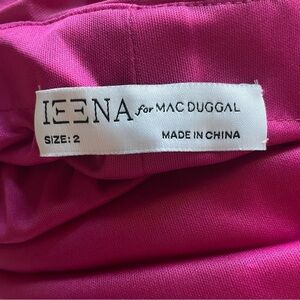 IEENA for MAC DUGGAL
SIZE: 2 MADE IN CHINA